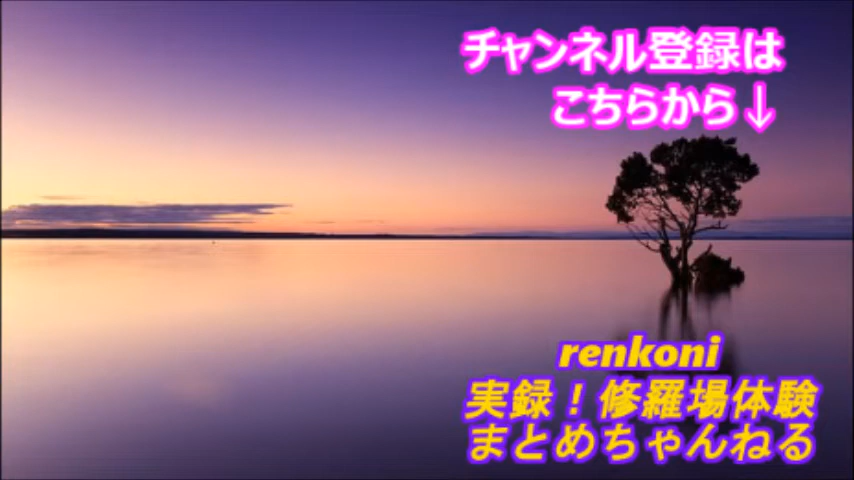 チャンネル登録は
こちらから↓
renkoni
実録！修羅場体験
まとめちゃんねる